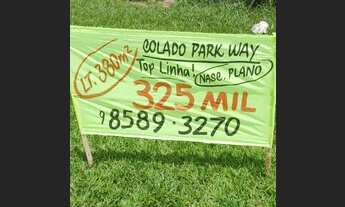 COLADO PARK WAY
LT. 380m²
Top Linha! NASC. PLANO
325 MIL
9 8589.3270